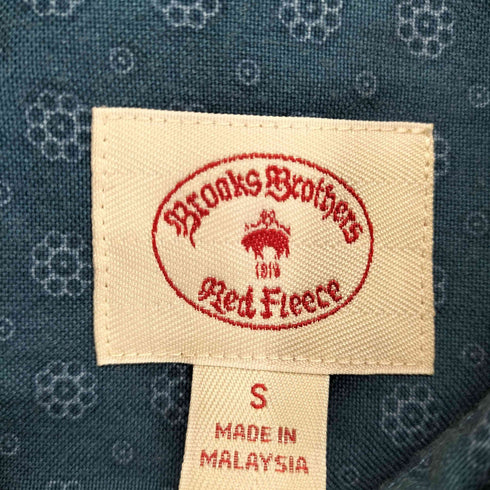 Brooks Brothers
1818
Red Fleece
S
MADE IN
MALAYSIA